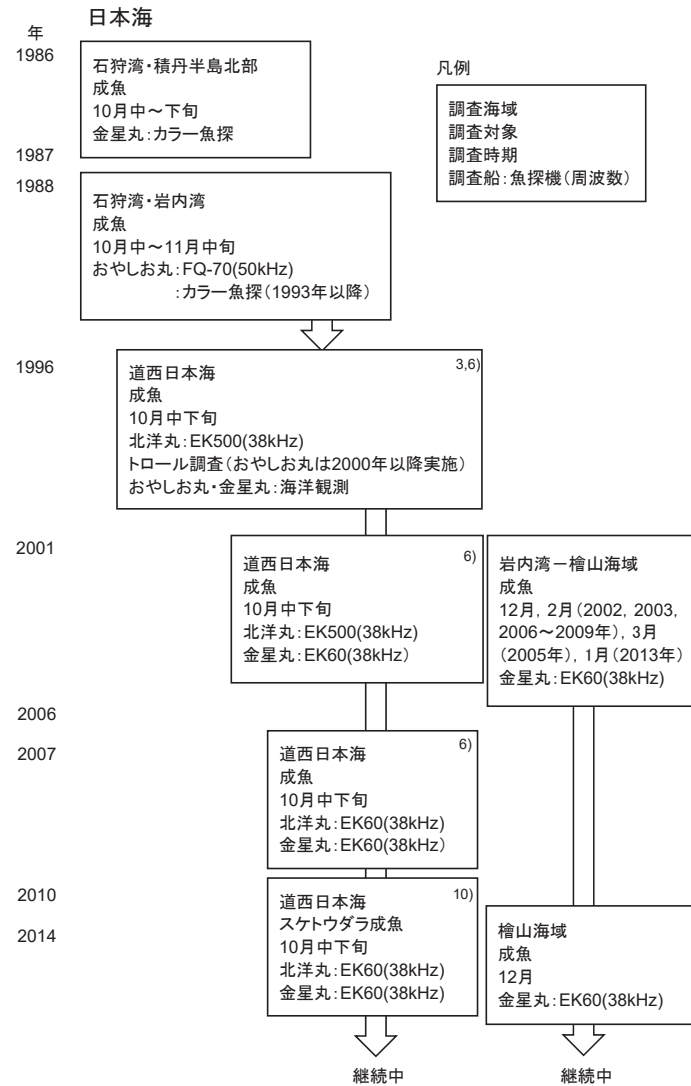 日本海
年
1986
石狩湾・積丹半島北部
成魚
10月中～下旬
金星丸：カラー魚探
凡例
調査海域
調査対象
調査時期
調査船：魚探機（周波数）
1987
1988
石狩湾・岩内湾
成魚
10月中～11月中旬
おやしお丸：FQ-70(50kHz)
：カラー魚探（1993年以降）
1996
3,6)
道西日本海
成魚
10月中下旬
北洋丸：EK500(38kHz)
トロール調査（おやしお丸は2000年以降実施）
おやしお丸・金星丸：海洋観測
2001
6)
道西日本海
成魚
10月中下旬
北洋丸：EK500(38kHz)
金星丸：EK60(38kHz）
岩内湾－檜山海域
成魚
12月，2月（2002, 2003,
2006～2009年），3月
（2005年），1月（2013年）
金星丸：EK60(38kHz)
2006
2007
6)
道西日本海
成魚
10月中下旬
北洋丸：EK60(38kHz)
金星丸：EK60(38kHz）
2010
2014
10)
道西日本海
スケトウダラ成魚
10月中下旬
北洋丸：EK60(38kHz)
金星丸：EK60(38kHz)
檜山海域
成魚
12月
金星丸：EK60(38kHz)
継続中
継続中